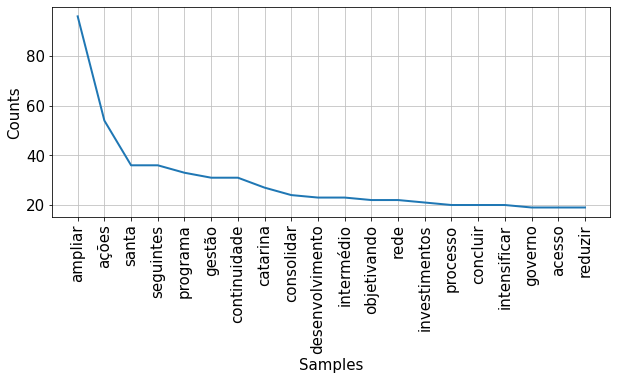 80
60
40
20
Counts
ampliar
ações
santa
seguintes
programa
gestão
continuidade
catarina
consolidar
desenvolvimento
intermédio
objetivando
rede
investimentos
processo
concluir
intensificar
governo
acesso
reduzir
Samples